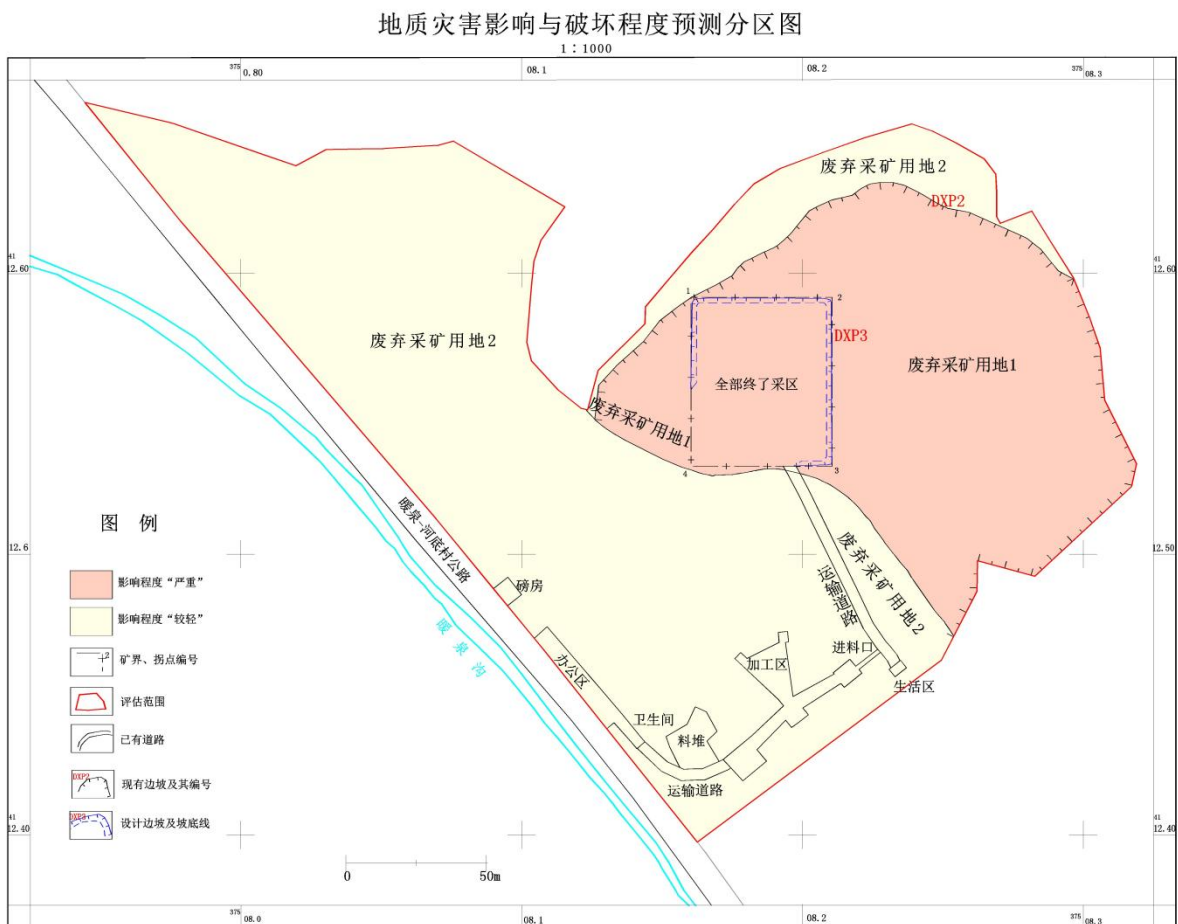 地质灾害影响与破坏程度预测分区图
1：1000
375 0.80
08.1
08.2
375 08.3
废弃采矿用地2
DXP2
41 12.60
41 12.60
1
2
DXP3
废弃采矿用地2
全部终了采区
废弃采矿用地1
废弃采矿用地1
4
3
暖泉-河底村公路
图 例
12.6
12.50
影响程度“严重”
磅房
运输道路
废弃采矿用地2
影响程度“较轻”
暖泉沟
2
矿界、拐点编号
办公区
加工区
进料口
生活区
评估范围
卫生间
料堆
已有道路
DXP2
现有边坡及其编号
运输道路
DXP3
设计边坡及坡底线
41 12.40
41 12.40
0
50m
375 08.0
08.1
08.2
375 08.3